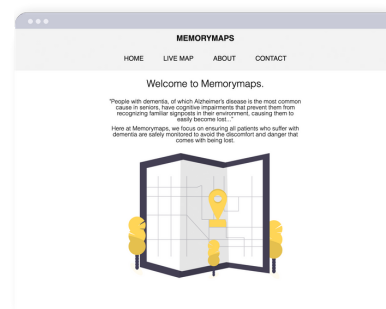 MEMORYMAPS
HOME LIVE MAP ABOUT CONTACT
Welcome to Memorymaps.
"People with dementia, of which Alzheimer's disease is the most common
cause in seniors, have cognitive impairments that prevent them from
recognizing familiar signposts in their environment, causing them to
easily become lost..."
Here at Memorymaps, we focus on ensuring all patients who suffer with
dementia are safely monitored to avoid the discomfort and danger that
comes with being lost.